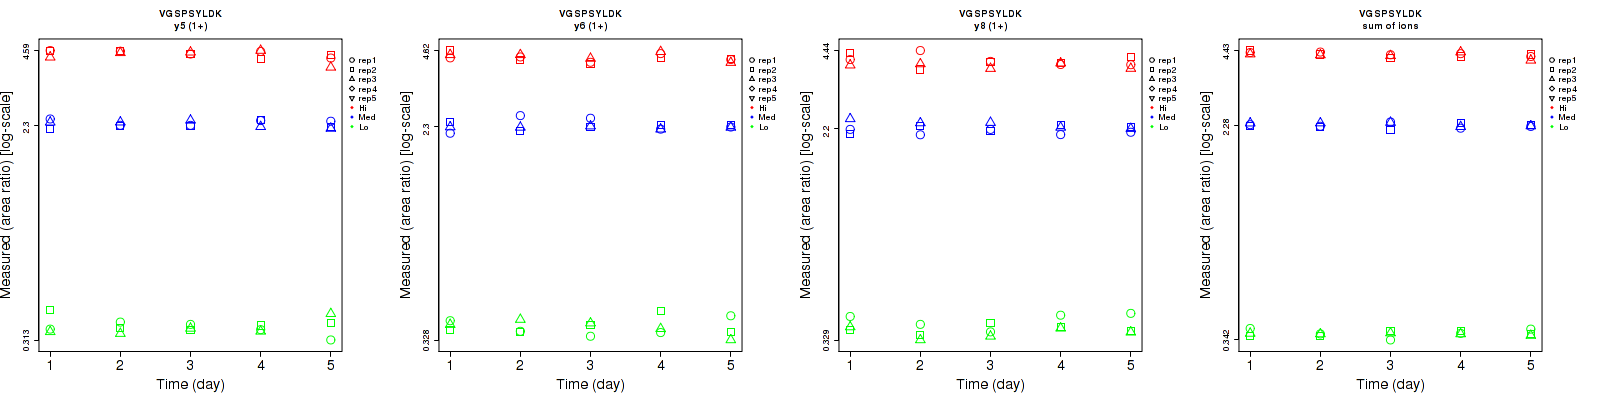 VGSPSYLDK
y5 (1+)
Measured (area ratio) [log-scale]
4.59
2.3
0.313
1 2 3 4 5
Time (day)
rep1
rep2
rep3
rep4
rep5
Hi
Med
Lo
VGSPSYLDK
y6 (1+)
Measured (area ratio) [log-scale]
4.62
2.3
0.328
1 2 3 4 5
Time (day)
rep1
rep2
rep3
rep4
rep5
Hi
Med
Lo
VGSPSYLDK
y8 (1+)
Measured (area ratio) [log-scale]
4.44
2.2
0.329
1 2 3 4 5
Time (day)
rep1
rep2
rep3
rep4
rep5
Hi
Med
Lo
VGSPSYLDK
sum of ions
Measured (area ratio) [log-scale]
4.43
2.28
0.342
1 2 3 4 5
Time (day)
rep1
rep2
rep3
rep4
rep5
Hi
Med
Lo